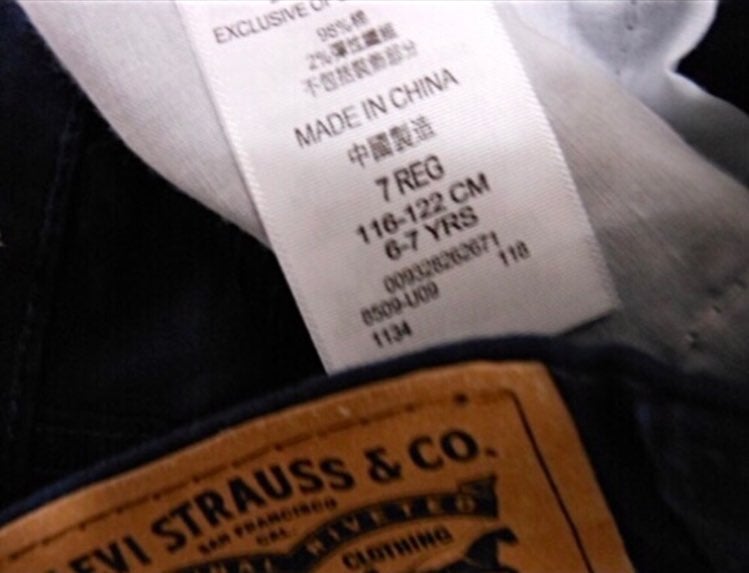 EXCLUSIVE OF
98%棉
2%彈性纖維
不包括裝飾部分
MADE IN CHINA
中國製造
7 REG
116-122 CM
6-7 YRS
009328262671 118
8509-U09
1134
LEVI STRAUSS & CO.
SAN FRANCISCO
CAL.
RIVETED
CLOTHING